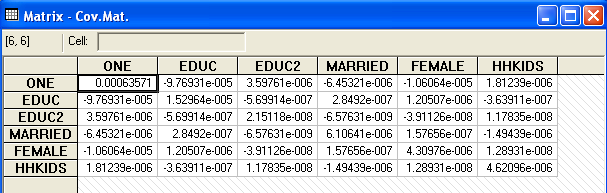 Matrix - Cov.Mat.
[6, 6] Cell:
ONE EDUC EDUC2 MARRIED FEMALE HHKIDS
ONE 0.00063571 -9.76931e-005 3.59761e-006 -6.45321e-006 -1.06064e-005 1.81239e-006
EDUC -9.76931e-005 1.52964e-005 -5.69914e-007 2.8492e-007 1.20507e-006 -3.63911e-007
EDUC2 3.59761e-006 -5.69914e-007 2.15118e-008 -6.57631e-009 -3.91126e-008 1.17835e-008
MARRIED -6.45321e-006 2.8492e-007 -6.57631e-009 6.10641e-006 1.57656e-007 -1.49439e-006
FEMALE -1.06064e-005 1.20507e-006 -3.91126e-008 1.57656e-007 4.30976e-006 1.28931e-008
HHKIDS 1.81239e-006 -3.63911e-007 1.17835e-008 -1.49439e-006 1.28931e-008 4.62096e-006